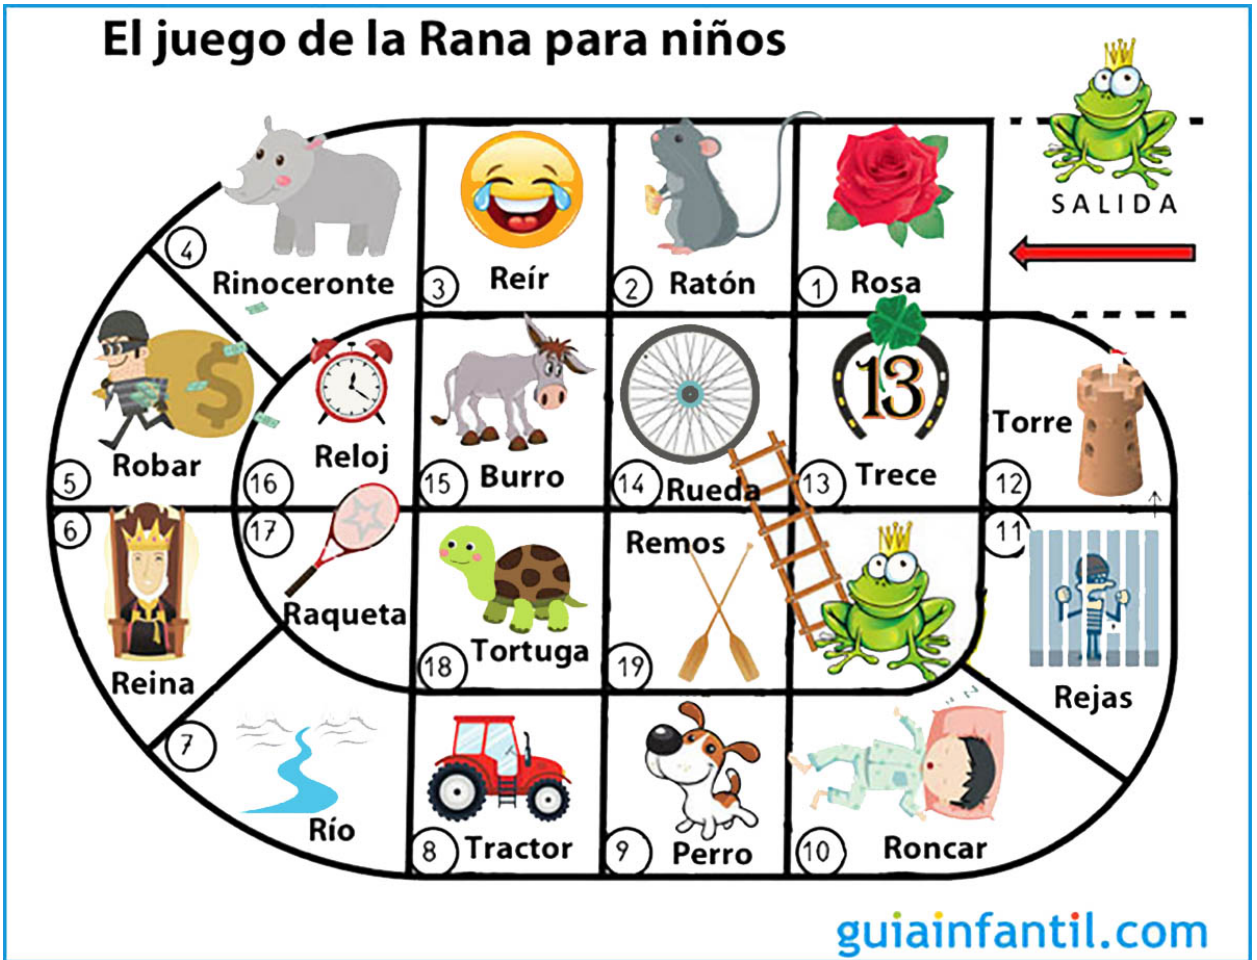 El juego de la Rana para niños
SALIDA
1 Rosa
2 Ratón
3 Reír
4 Rinoceronte
5 Robar
6 Reina
7 Río
8 Tractor
9 Perro
10 Roncar
11 Rejas
12 Torre
13 Trece
13
14 Rueda
15 Burro
16 Reloj
17 Raqueta
18 Tortuga
19 Remos
$
guiainfantil.com